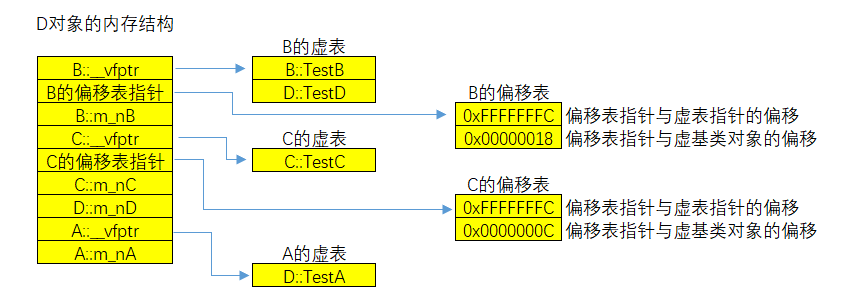 D对象的内存结构
B::__vfptr
B的偏移表指针
B::m_nB
C::__vfptr
C的偏移表指针
C::m_nC
D::m_nD
A::__vfptr
A::m_nA
B的虚表
B::TestB
D::TestD
C的虚表
C::TestC
A的虚表
D::TestA
B的偏移表
0xFFFFFFFC 偏移表指针与虚表指针的偏移
0x00000018 偏移表指针与虚基类对象的偏移
C的偏移表
0xFFFFFFFC 偏移表指针与虚表指针的偏移
0x0000000C 偏移表指针与虚基类对象的偏移